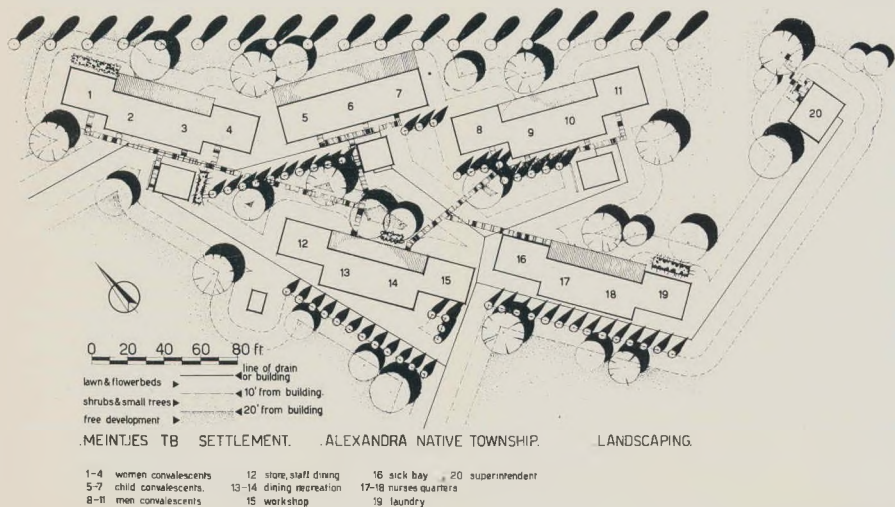 1 2 3 4
5 6 7
8 9 10 11
20
12 13 14 15
16 17 18 19
0 20 40 60 80 ft
line of drain
or building
lawn & flowerbeds
10' from building.
shrubs & small trees
20' from building
free development
.MEINTJES TB SETTLEMENT. .ALEXANDRA NATIVE TOWNSHIP. LANDSCAPING.
1-4 women convalescents 12 store, staff dining 16 sick bay 20 superintendent
5-7 child convalescents. 13-14 dining recreation 17-18 nurses quarters
8-11 men convalescents 15 workshop 19 laundry